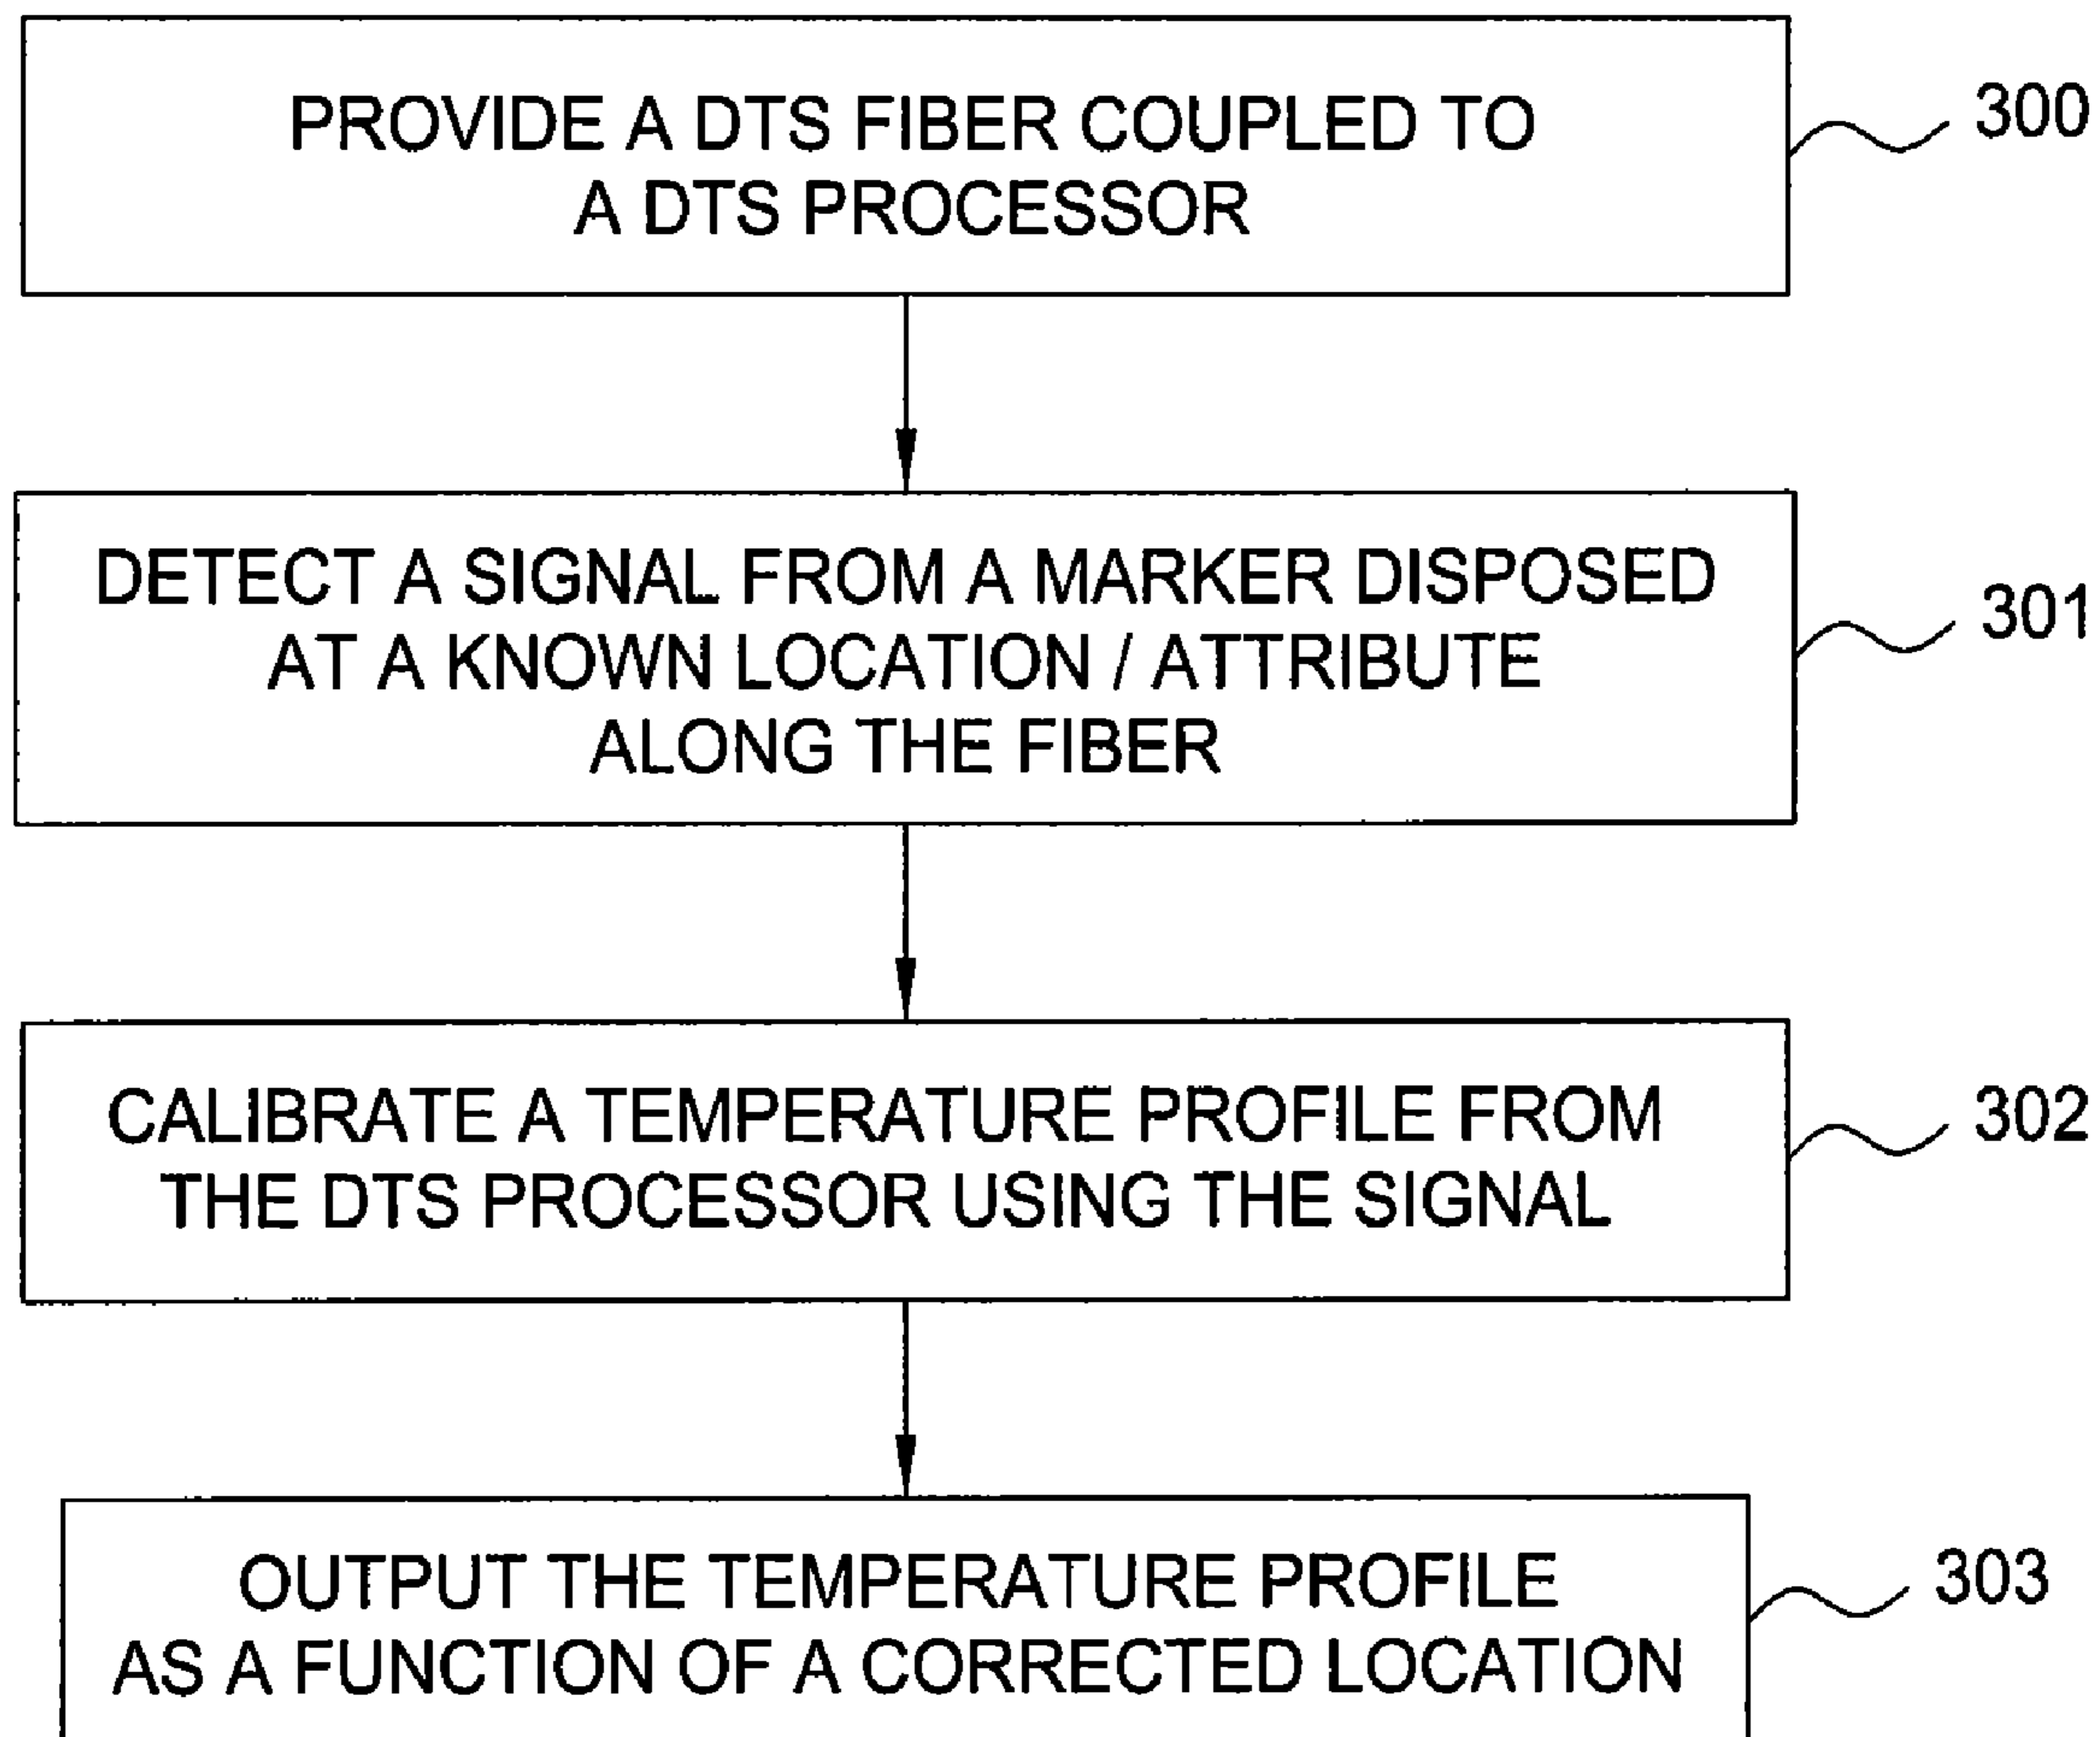 PROVIDE A DTS FIBER COUPLED TO
A DTS PROCESSOR
300
DETECT A SIGNAL FROM A MARKER DISPOSED
AT A KNOWN LOCATION / ATTRIBUTE
ALONG THE FIBER
301
CALIBRATE A TEMPERATURE PROFILE FROM
THE DTS PROCESSOR USING THE SIGNAL
302
OUTPUT THE TEMPERATURE PROFILE
AS A FUNCTION OF A CORRECTED LOCATION
303